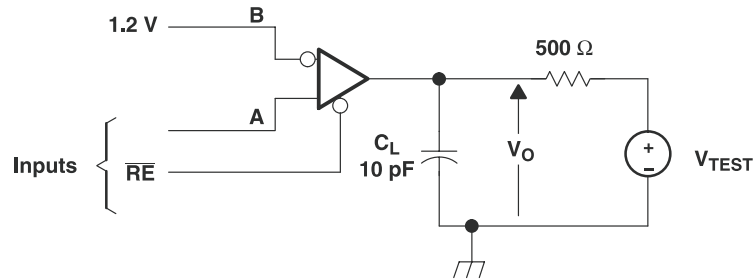 B
1.2 V
500 Ω
A
Inputs
RE
C<sub>L</sub>
10 pF
V<sub>O</sub>
+
–
V<sub>TEST</sub>